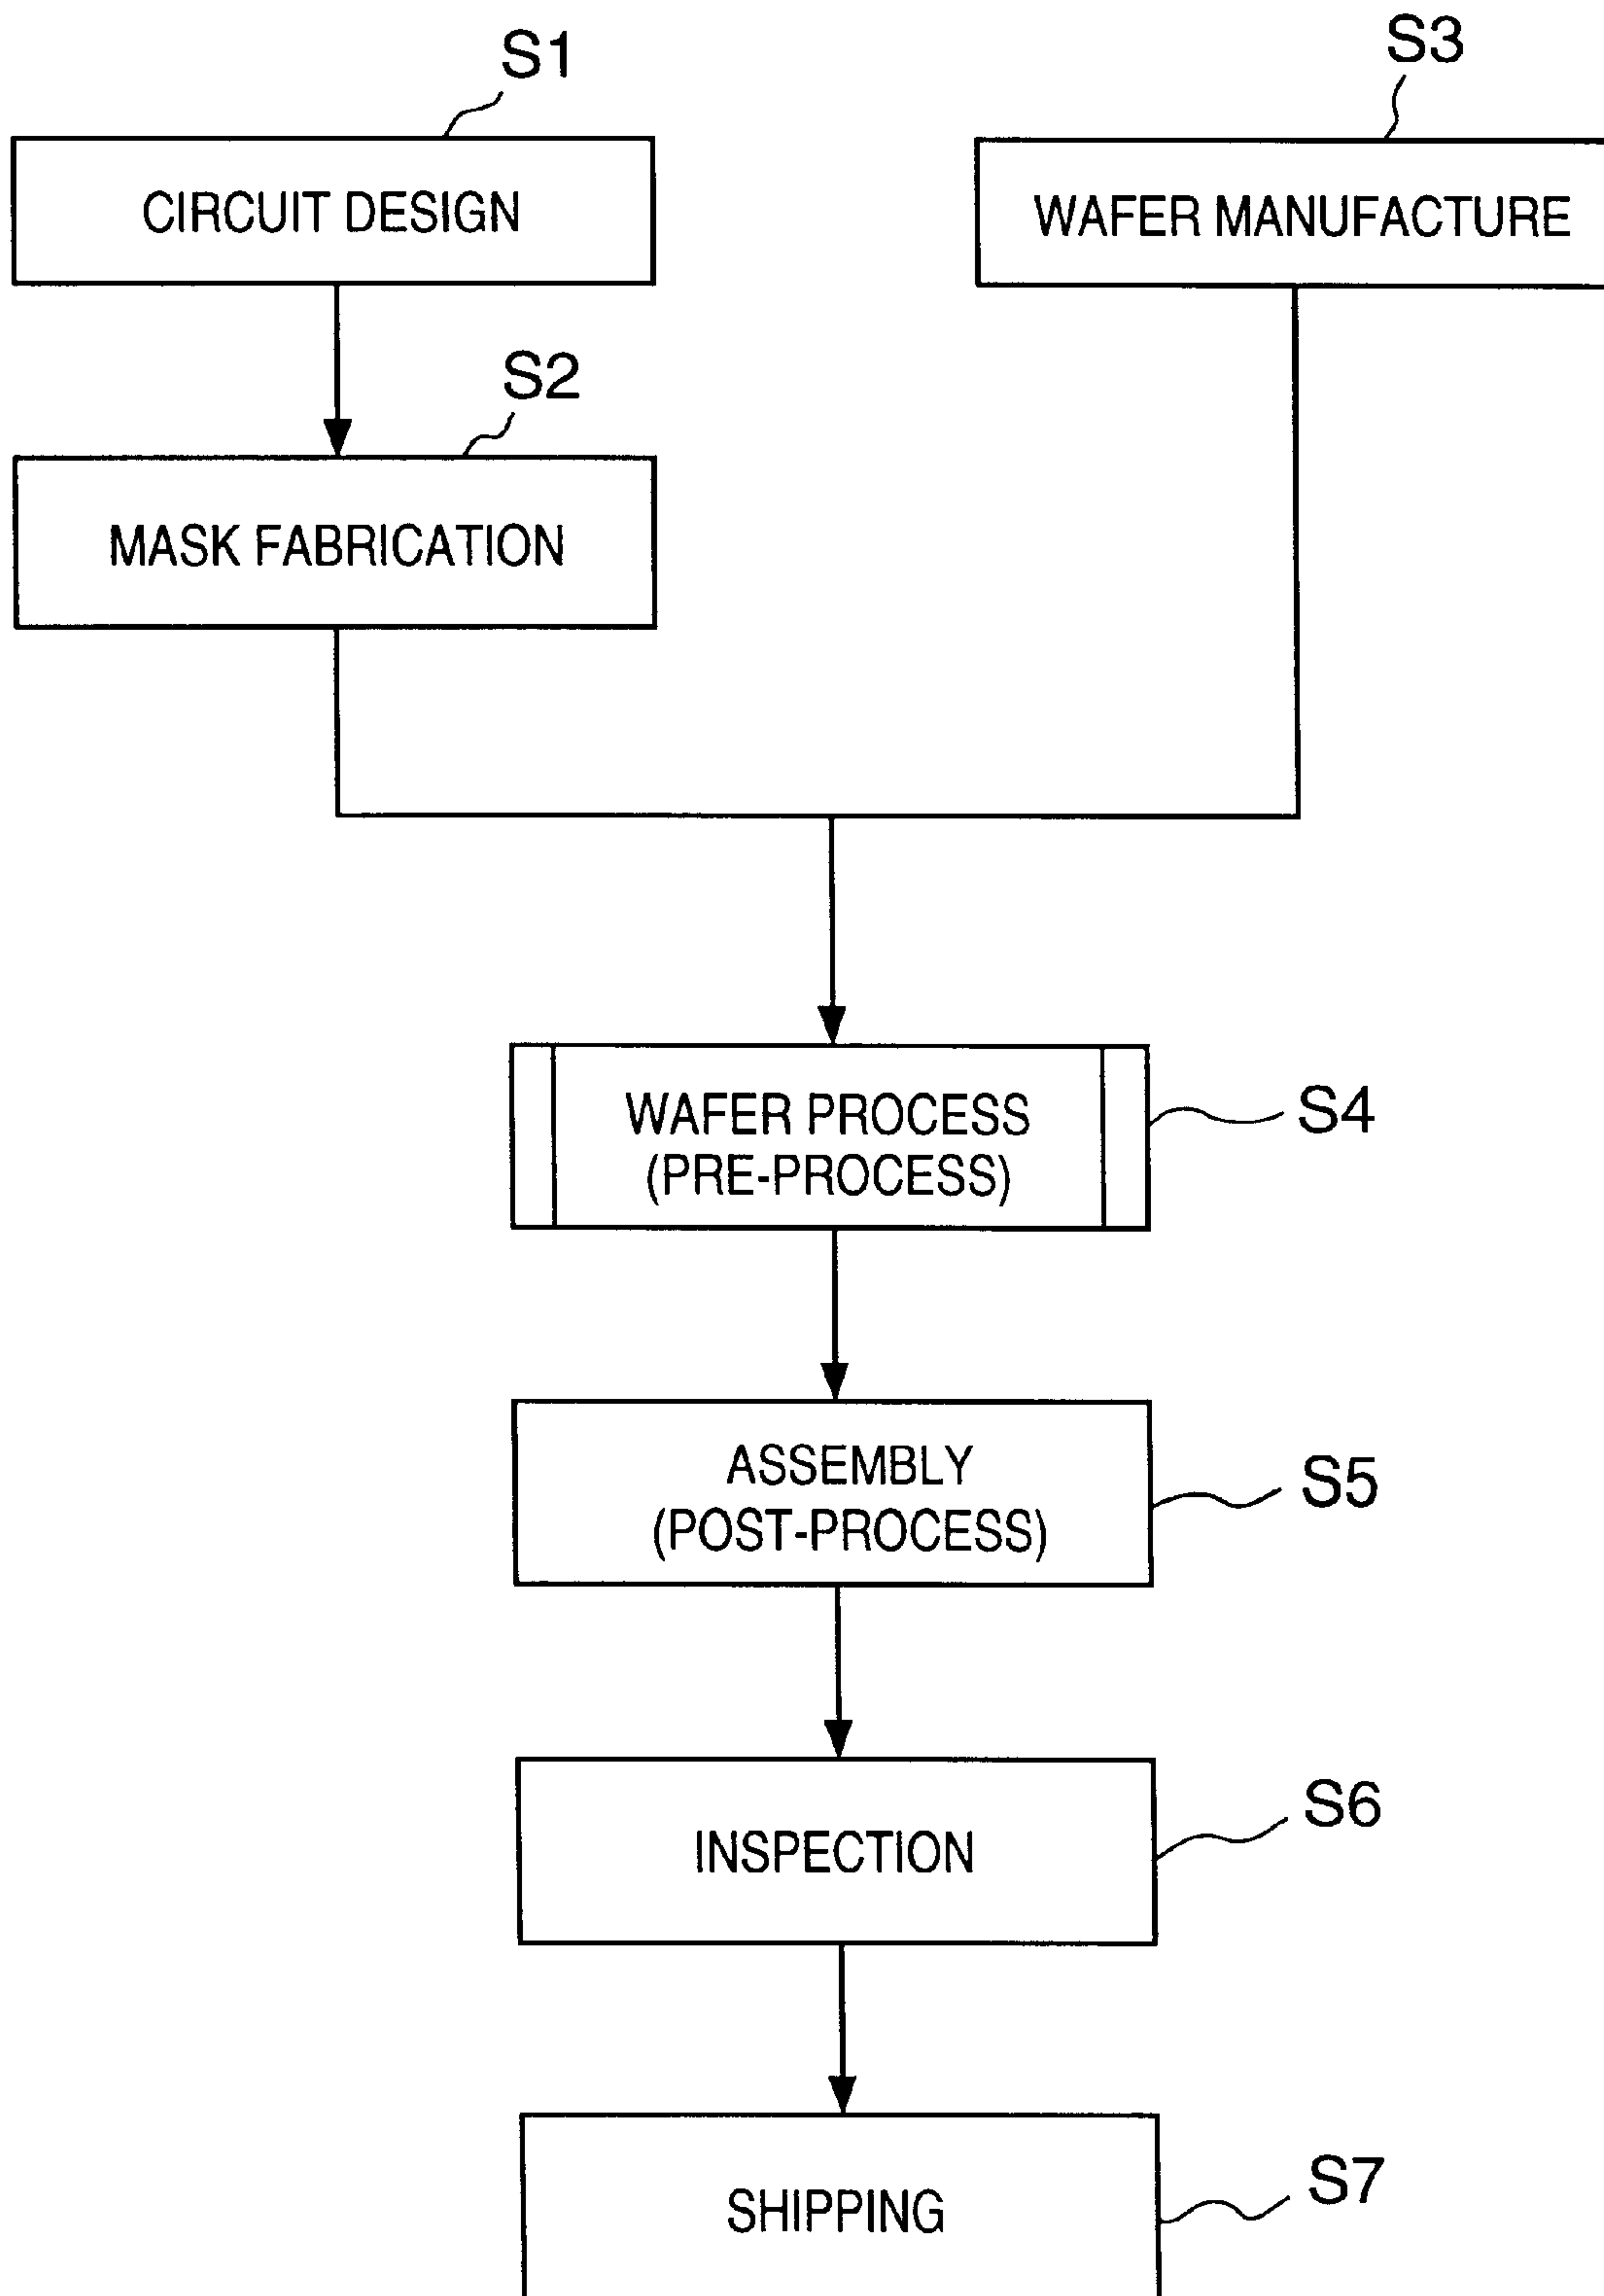 S1
CIRCUIT DESIGN
S3
WAFER MANUFACTURE
S2
MASK FABRICATION
WAFER PROCESS
(PRE-PROCESS)
S4
ASSEMBLY
(POST-PROCESS)
S5
INSPECTION
S6
SHIPPING
S7